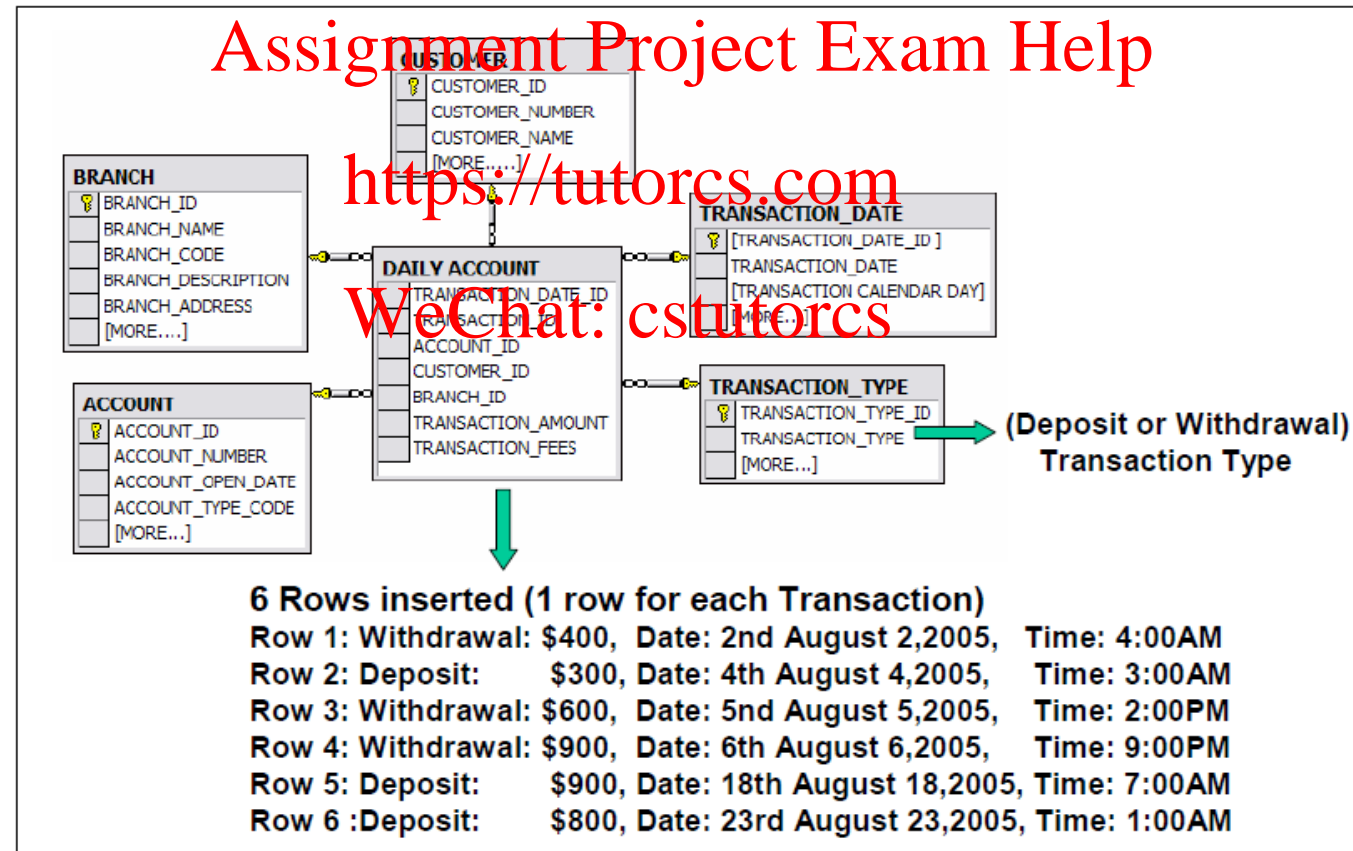 Assignment Project Exam Help
CUSTOMER
CUSTOMER_ID
CUSTOMER_NUMBER
CUSTOMER_NAME
[MORE.....]
https://tutorcs.com
BRANCH
BRANCH_ID
BRANCH_NAME
BRANCH_CODE
BRANCH_DESCRIPTION
BRANCH_ADDRESS
[MORE....]
TRANSACTION_DATE
[TRANSACTION_DATE_ID ]
TRANSACTION_DATE
[TRANSACTION CALENDAR DAY]
[MORE...]
DAILY ACCOUNT
TRANSACTION_DATE_ID
TRANSACTION_ID
ACCOUNT_ID
CUSTOMER_ID
BRANCH_ID
TRANSACTION_AMOUNT
TRANSACTION_FEES
WeChat: cstutorcs
ACCOUNT
ACCOUNT_ID
ACCOUNT_NUMBER
ACCOUNT_OPEN_DATE
ACCOUNT_TYPE_CODE
[MORE...]
TRANSACTION_TYPE
TRANSACTION_TYPE_ID
TRANSACTION_TYPE
[MORE...]
(Deposit or Withdrawal)
Transaction Type
6 Rows inserted (1 row for each Transaction)
Row 1: Withdrawal: $400, Date: 2nd August 2,2005, Time: 4:00AM
Row 2: Deposit: $300, Date: 4th August 4,2005, Time: 3:00AM
Row 3: Withdrawal: $600, Date: 5nd August 5,2005, Time: 2:00PM
Row 4: Withdrawal: $900, Date: 6th August 6,2005, Time: 9:00PM
Row 5: Deposit: $900, Date: 18th August 18,2005, Time: 7:00AM
Row 6 :Deposit: $800, Date: 23rd August 23,2005, Time: 1:00AM